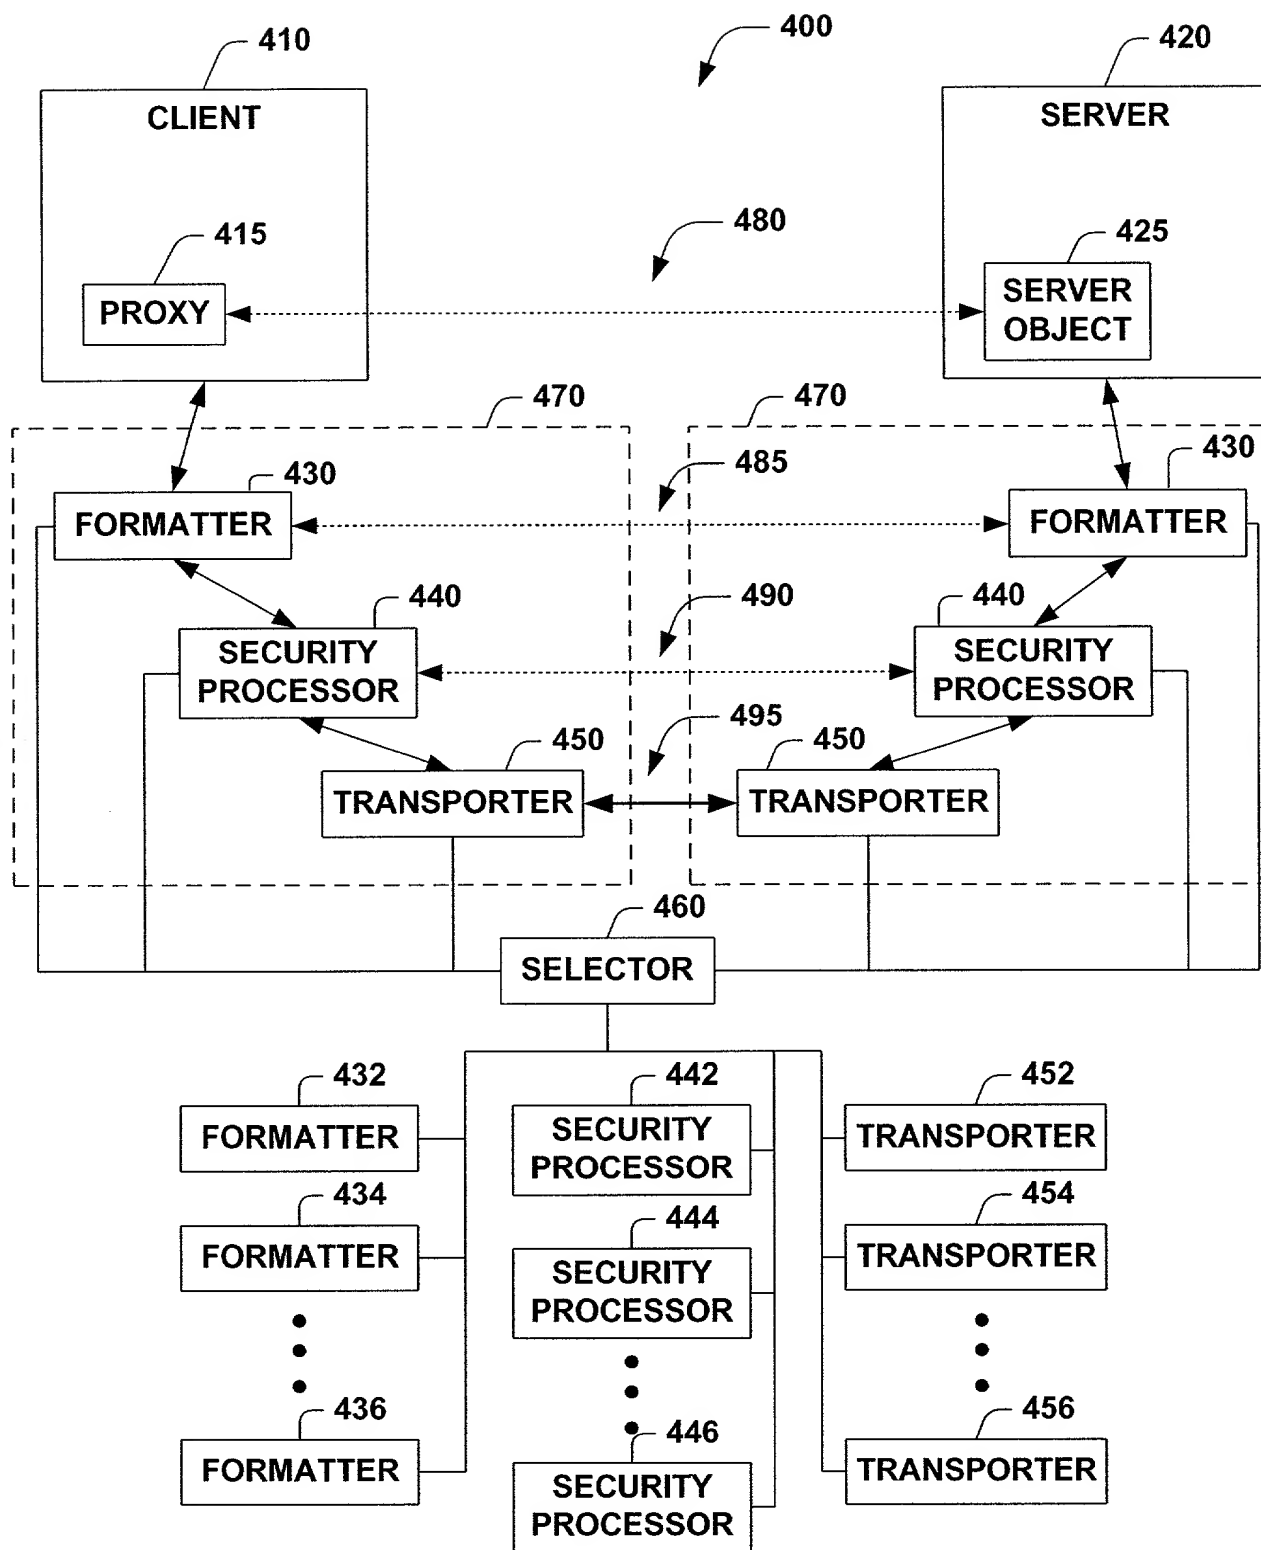 400
410
420
CLIENT
SERVER
480
415
425
PROXY
SERVER
OBJECT
470
470
485
430
430
FORMATTER
FORMATTER
490
440
440
SECURITY
PROCESSOR
SECURITY
PROCESSOR
495
450
450
TRANSPORTER
TRANSPORTER
460
SELECTOR
432
442
452
FORMATTER
SECURITY
PROCESSOR
TRANSPORTER
434
444
454
FORMATTER
SECURITY
PROCESSOR
TRANSPORTER
436
446
456
FORMATTER
SECURITY
PROCESSOR
TRANSPORTER